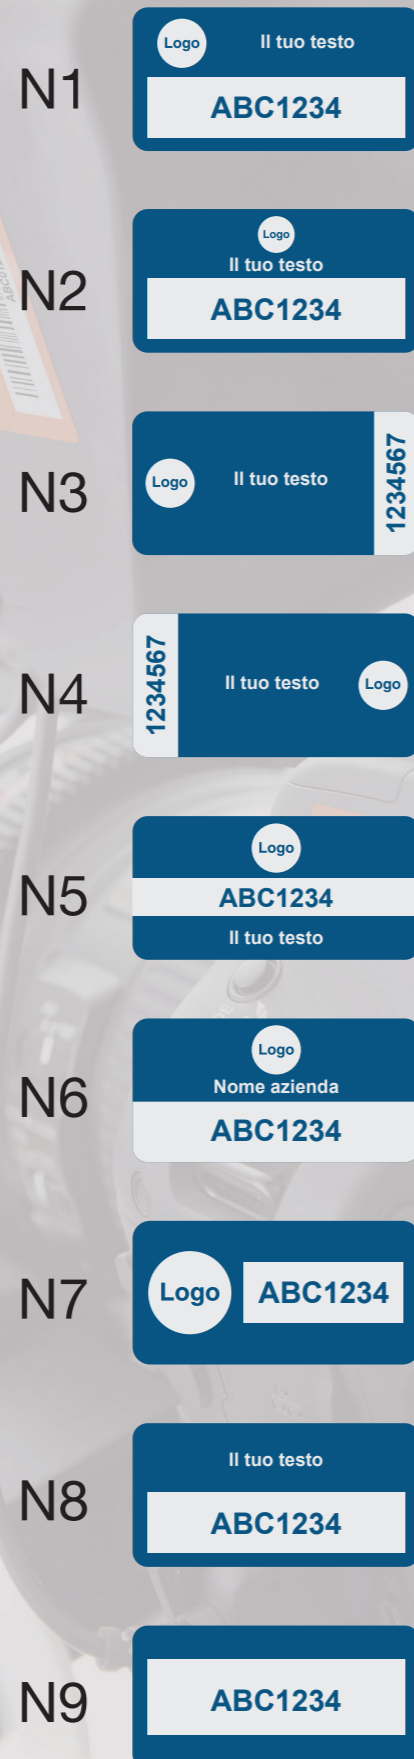 N1
Logo
Il tuo testo
ABC1234
N2
Logo
Il tuo testo
ABC1234
N3
Logo
Il tuo testo
1234567
N4
1234567
Il tuo testo
Logo
N5
Logo
ABC1234
Il tuo testo
N6
Logo
Nome azienda
ABC1234
N7
Logo
ABC1234
N8
Il tuo testo
ABC1234
N9
ABC1234